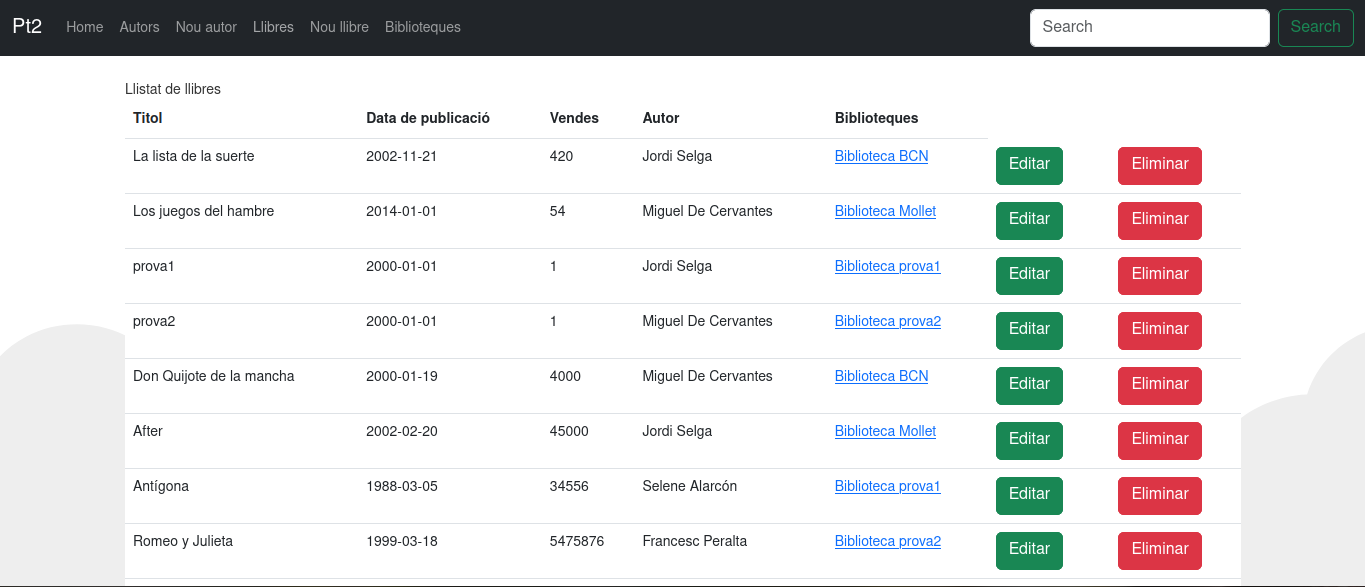 Pt2 Home Autors Nou autor Llibres Nou llibre Biblioteques Search Search
Llistat de llibres
Titol Data de publicació Vendes Autor Biblioteques
La lista de la suerte 2002-11-21 420 Jordi Selga Biblioteca BCN Editar Eliminar
Los juegos del hambre 2014-01-01 54 Miguel De Cervantes Biblioteca Mollet Editar Eliminar
prova1 2000-01-01 1 Jordi Selga Biblioteca prova1 Editar Eliminar
prova2 2000-01-01 1 Miguel De Cervantes Biblioteca prova2 Editar Eliminar
Don Quijote de la mancha 2000-01-19 4000 Miguel De Cervantes Biblioteca BCN Editar Eliminar
After 2002-02-20 45000 Jordi Selga Biblioteca Mollet Editar Eliminar
Antígona 1988-03-05 34556 Selene Alarcón Biblioteca prova1 Editar Eliminar
Romeo y Julieta 1999-03-18 5475876 Francesc Peralta Biblioteca prova2 Editar Eliminar